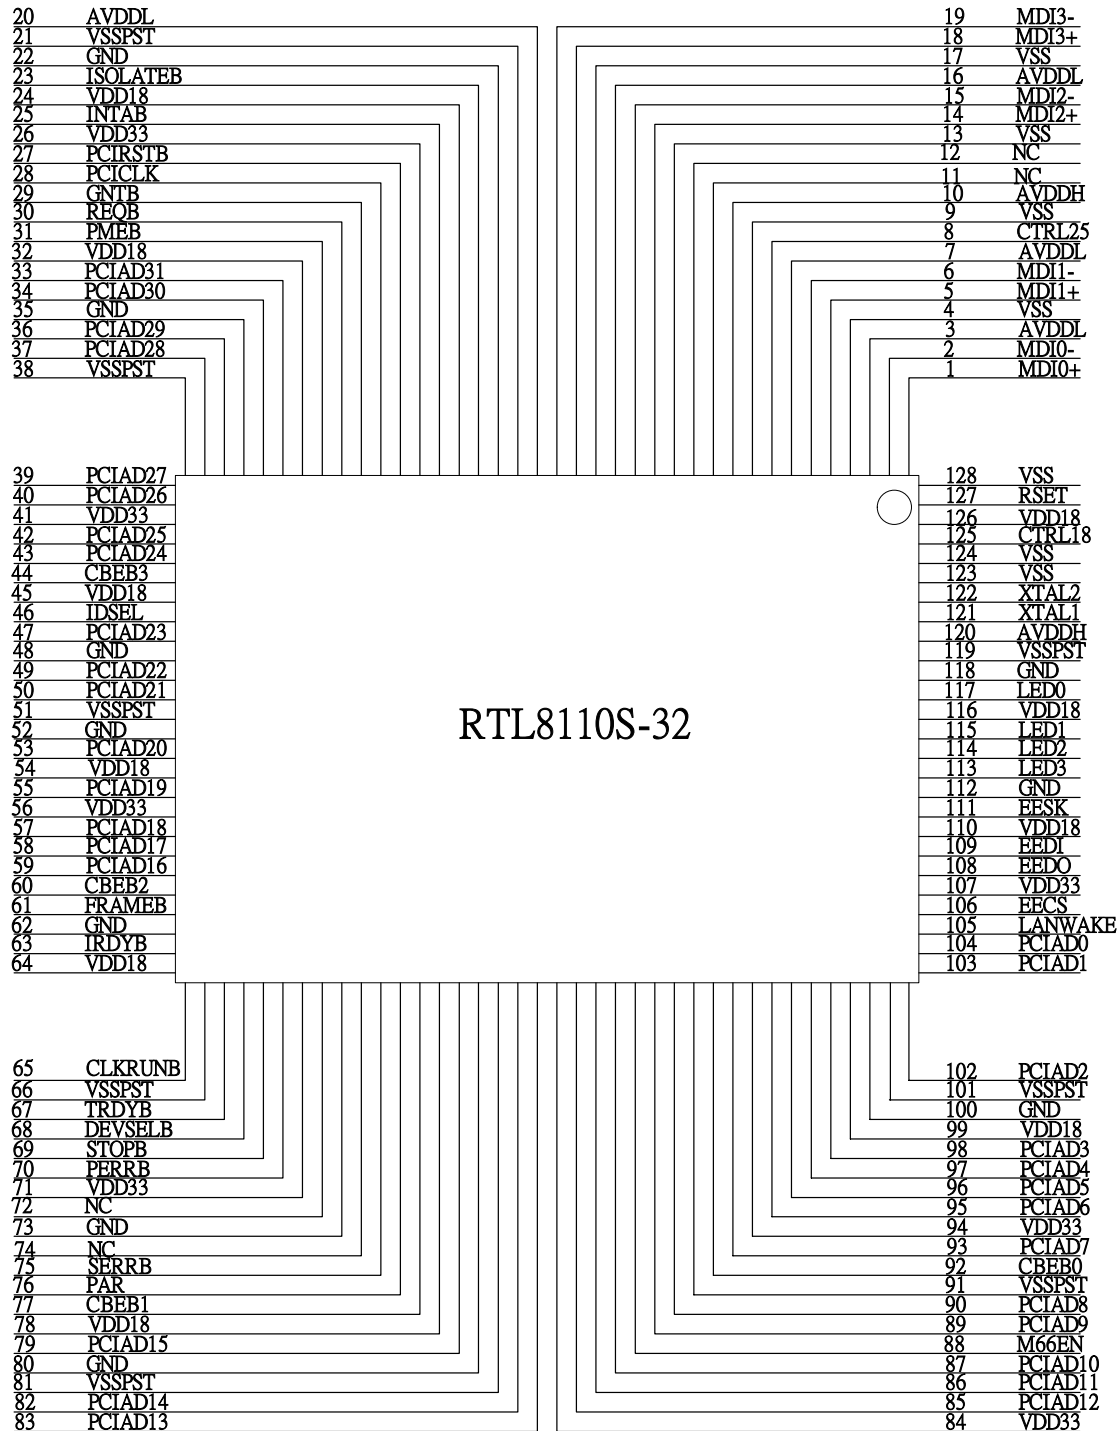 20 AVDDL
21 VSSPST
22 GND
23 ISOLATEB
24 VDD18
25 INTAB
26 VDD33
27 PCIRSTB
28 PCICLK
29 GNTB
30 REQB
31 PMEB
32 VDD18
33 PCIAD31
34 PCIAD30
35 GND
36 PCIAD29
37 PCIAD28
38 VSSPST
19 MDI3-
18 MDI3+
17 VSS
16 AVDDL
15 MDI2-
14 MDI2+
13 VSS
12 NC
11 NC
10 AVDDH
9 VSS
8 CTRL25
7 AVDDL
6 MDI1-
5 MDI1+
4 VSS
3 AVDDL
2 MDI0-
1 MDI0+
39 PCIAD27
40 PCIAD26
41 VDD33
42 PCIAD25
43 PCIAD24
44 CBEB3
45 VDD18
46 IDSEL
47 PCIAD23
48 GND
49 PCIAD22
50 PCIAD21
51 VSSPST
52 GND
53 PCIAD20
54 VDD18
55 PCIAD19
56 VDD33
57 PCIAD18
58 PCIAD17
59 PCIAD16
60 CBEB2
61 FRAMEB
62 GND
63 IRDYB
64 VDD18
RTL8110S-32
128 VSS
127 RSET
126 VDD18
125 CTRL18
124 VSS
123 VSS
122 XTAL2
121 XTAL1
120 AVDDH
119 VSSPST
118 GND
117 LED0
116 VDD18
115 LED1
114 LED2
113 LED3
112 GND
111 EESK
110 VDD18
109 EEDI
108 EEDO
107 VDD33
106 EECS
105 LANWAKE
104 PCIAD0
103 PCIAD1
65 CLKRUNB
66 VSSPST
67 TRDYB
68 DEVSELB
69 STOPB
70 PERRB
71 VDD33
72 NC
73 GND
74 NC
75 SERRB
76 PAR
77 CBEB1
78 VDD18
79 PCIAD15
80 GND
81 VSSPST
82 PCIAD14
83 PCIAD13
102 PCIAD2
101 VSSPST
100 GND
99 VDD18
98 PCIAD3
97 PCIAD4
96 PCIAD5
95 PCIAD6
94 VDD33
93 PCIAD7
92 CBEB0
91 VSSPST
90 PCIAD8
89 PCIAD9
88 M66EN
87 PCIAD10
86 PCIAD11
85 PCIAD12
84 VDD33